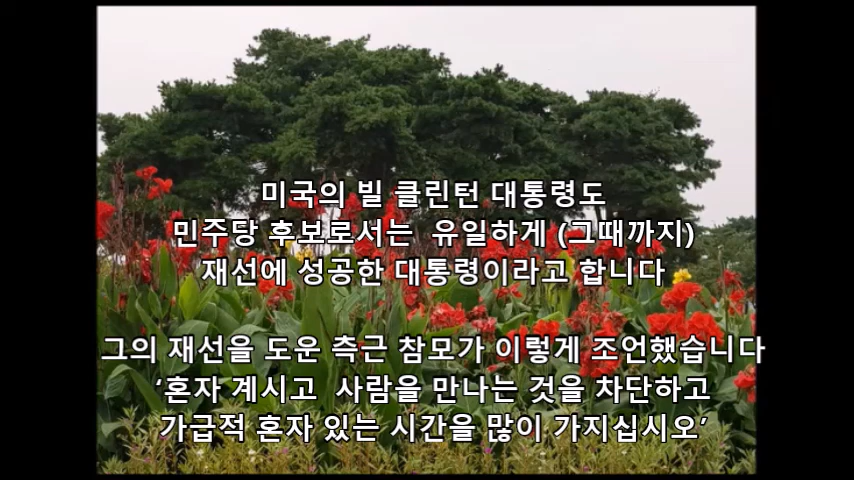 미국의 빌 클린턴 대통령도
민주당 후보로서는 유일하게 (그때까지)
재선에 성공한 대통령이라고 합니다
그의 재선을 도운 측근 참모가 이렇게 조언했습니다
‘혼자 계시고 사람을 만나는 것을 차단하고
가급적 혼자 있는 시간을 많이 가지십시오’